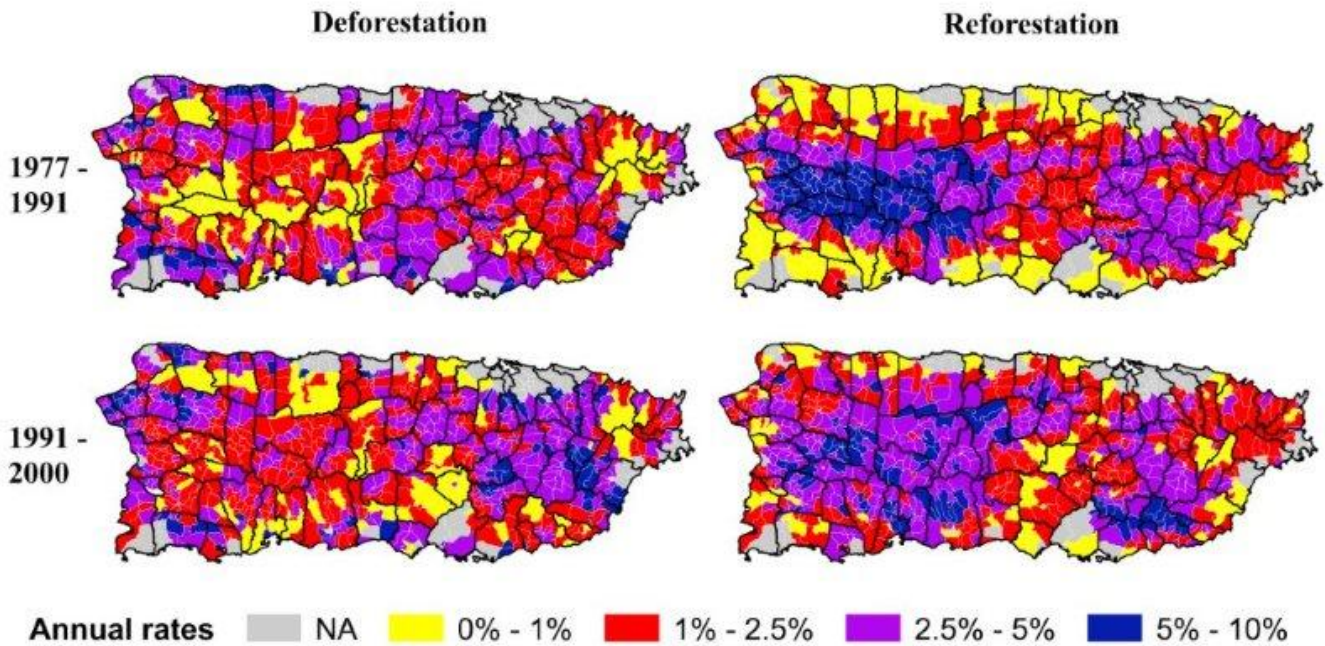 Deforestation
Reforestation
1977 -
1991
1991 -
2000
Annual rates NA 0% - 1% 1% - 2.5% 2.5% - 5% 5% - 10%